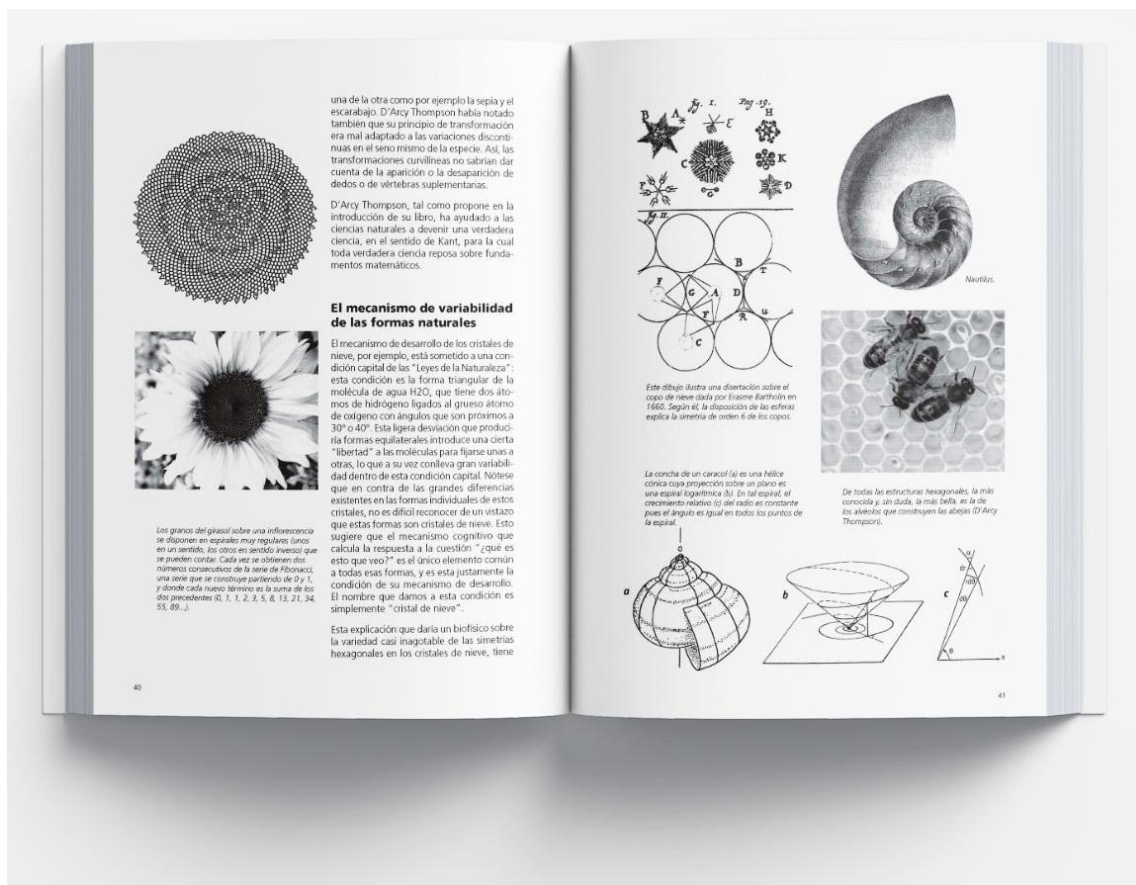 una de la otra como por ejemplo la sepia y el
escarabajo. D'Arcy Thompson había notado
también que su principio de transformación
era mal adaptado a las variaciones disconti-
nuas en el seno mismo de la especie. Así, las
transformaciones curvilíneas no sabrían dar
cuenta de la aparición o la desaparición de
dedos o de vértebras suplementarias.
D'Arcy Thompson, tal como propone en la
introducción de su libro, ha ayudado a las
ciencias naturales a devenir una verdadera
ciencia, en el sentido de Kant, para la cual
toda verdadera ciencia reposa sobre funda-
mentos matemáticos.
El mecanismo de variabilidad
de las formas naturales
El mecanismo de desarrollo de los cristales de
nieve, por ejemplo, está sometido a una con-
dición capital de las "Leyes de la Naturaleza":
esta condición es la forma triangular de la
molécula de agua H2O, que tiene dos áto-
mos de hidrógeno ligados al grueso átomo
de oxígeno con ángulos que son próximos a
30° o 40°. Esta ligera desviación que produci-
ría formas equilaterales introduce una cierta
"libertad" a las moléculas para fijarse unas a
otras, lo que a su vez conlleva gran variabili-
dad dentro de esta condición capital. Nótese
que en contra de las grandes diferencias
existentes en las formas individuales de estos
cristales, no es difícil reconocer de un vistazo
que estas formas son cristales de nieve. Esto
sugiere que el mecanismo cognitivo que
calcula la respuesta a la cuestión "¿qué es
esto que veo?" es el único elemento común
a todas esas formas, y es esta justamente la
condición de su mecanismo de desarrollo.
El nombre que damos a esta condición es
simplemente "cristal de nieve".
Esta explicación que daría un biofísico sobre
la variedad casi inagotable de las simetrías
hexagonales en los cristales de nieve, tiene
Los granos del girasol sobre una inflorescencia
se disponen en espirales muy regulares (unos
en un sentido, los otros en sentido inverso) que
se pueden contar. Cada vez se obtienen dos
números consecutivos de la serie de Fibonacci,
una serie que se construye partiendo de 0 y 1,
y donde cada nuevo término es la suma de los
dos precedentes (0, 1, 1, 2, 3, 5, 8, 13, 21, 34,
55, 89...).
40
fig. I. Pag. 19.
B A E H
C K
F G D
fig. II.
B T
F G A D
F R u
C
Nautilus.
Este dibujo ilustra una disertación sobre el
copo de nieve dada por Erasme Bartholin en
1660. Según él, la disposición de las esferas
explica la simetría de orden 6 de los copos.
La concha de un caracol (a) es una hélice
cónica cuya proyección sobre un plano es
una espiral logarítmica (b). En tal espiral, el
crecimiento relativo (c) del radio es constante
pues el ángulo es igual en todos los puntos de
la espiral.
De todas las estructuras hexagonales, la más
conocida y, sin duda, la más bella, es la de
los alvéolos que construyen las abejas (D'Arcy
Thompson).
o
a b c
α
dr
rdθ
dθ
θ x
41